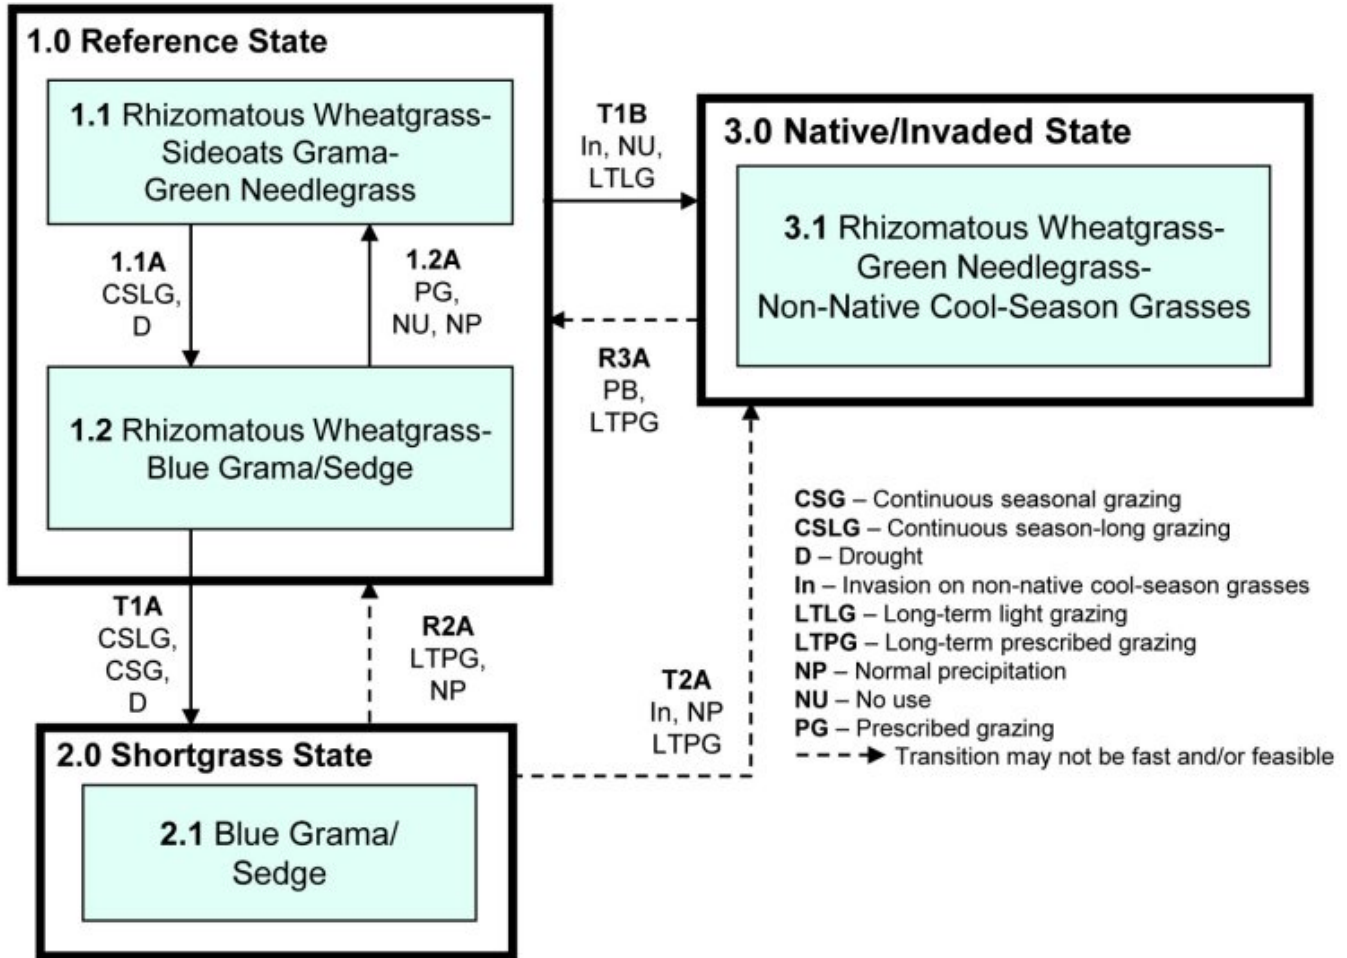 1.0 Reference State
1.1 Rhizomatous Wheatgrass-
Sideoats Grama-
Green Needlegrass
1.1A
CSLG,
D
1.2A
PG,
NU, NP
1.2 Rhizomatous Wheatgrass-
Blue Grama/Sedge
T1B
In, NU,
LTLG
3.0 Native/Invaded State
3.1 Rhizomatous Wheatgrass-
Green Needlegrass-
Non-Native Cool-Season Grasses
R3A
PB,
LTPG
T1A
CSLG,
CSG,
D
R2A
LTPG,
NP
T2A
In, NP
LTPG
2.0 Shortgrass State
2.1 Blue Grama/
Sedge
CSG – Continuous seasonal grazing
CSLG – Continuous season-long grazing
D – Drought
In – Invasion on non-native cool-season grasses
LTLG – Long-term light grazing
LTPG – Long-term prescribed grazing
NP – Normal precipitation
NU – No use
PG – Prescribed grazing
Transition may not be fast and/or feasible